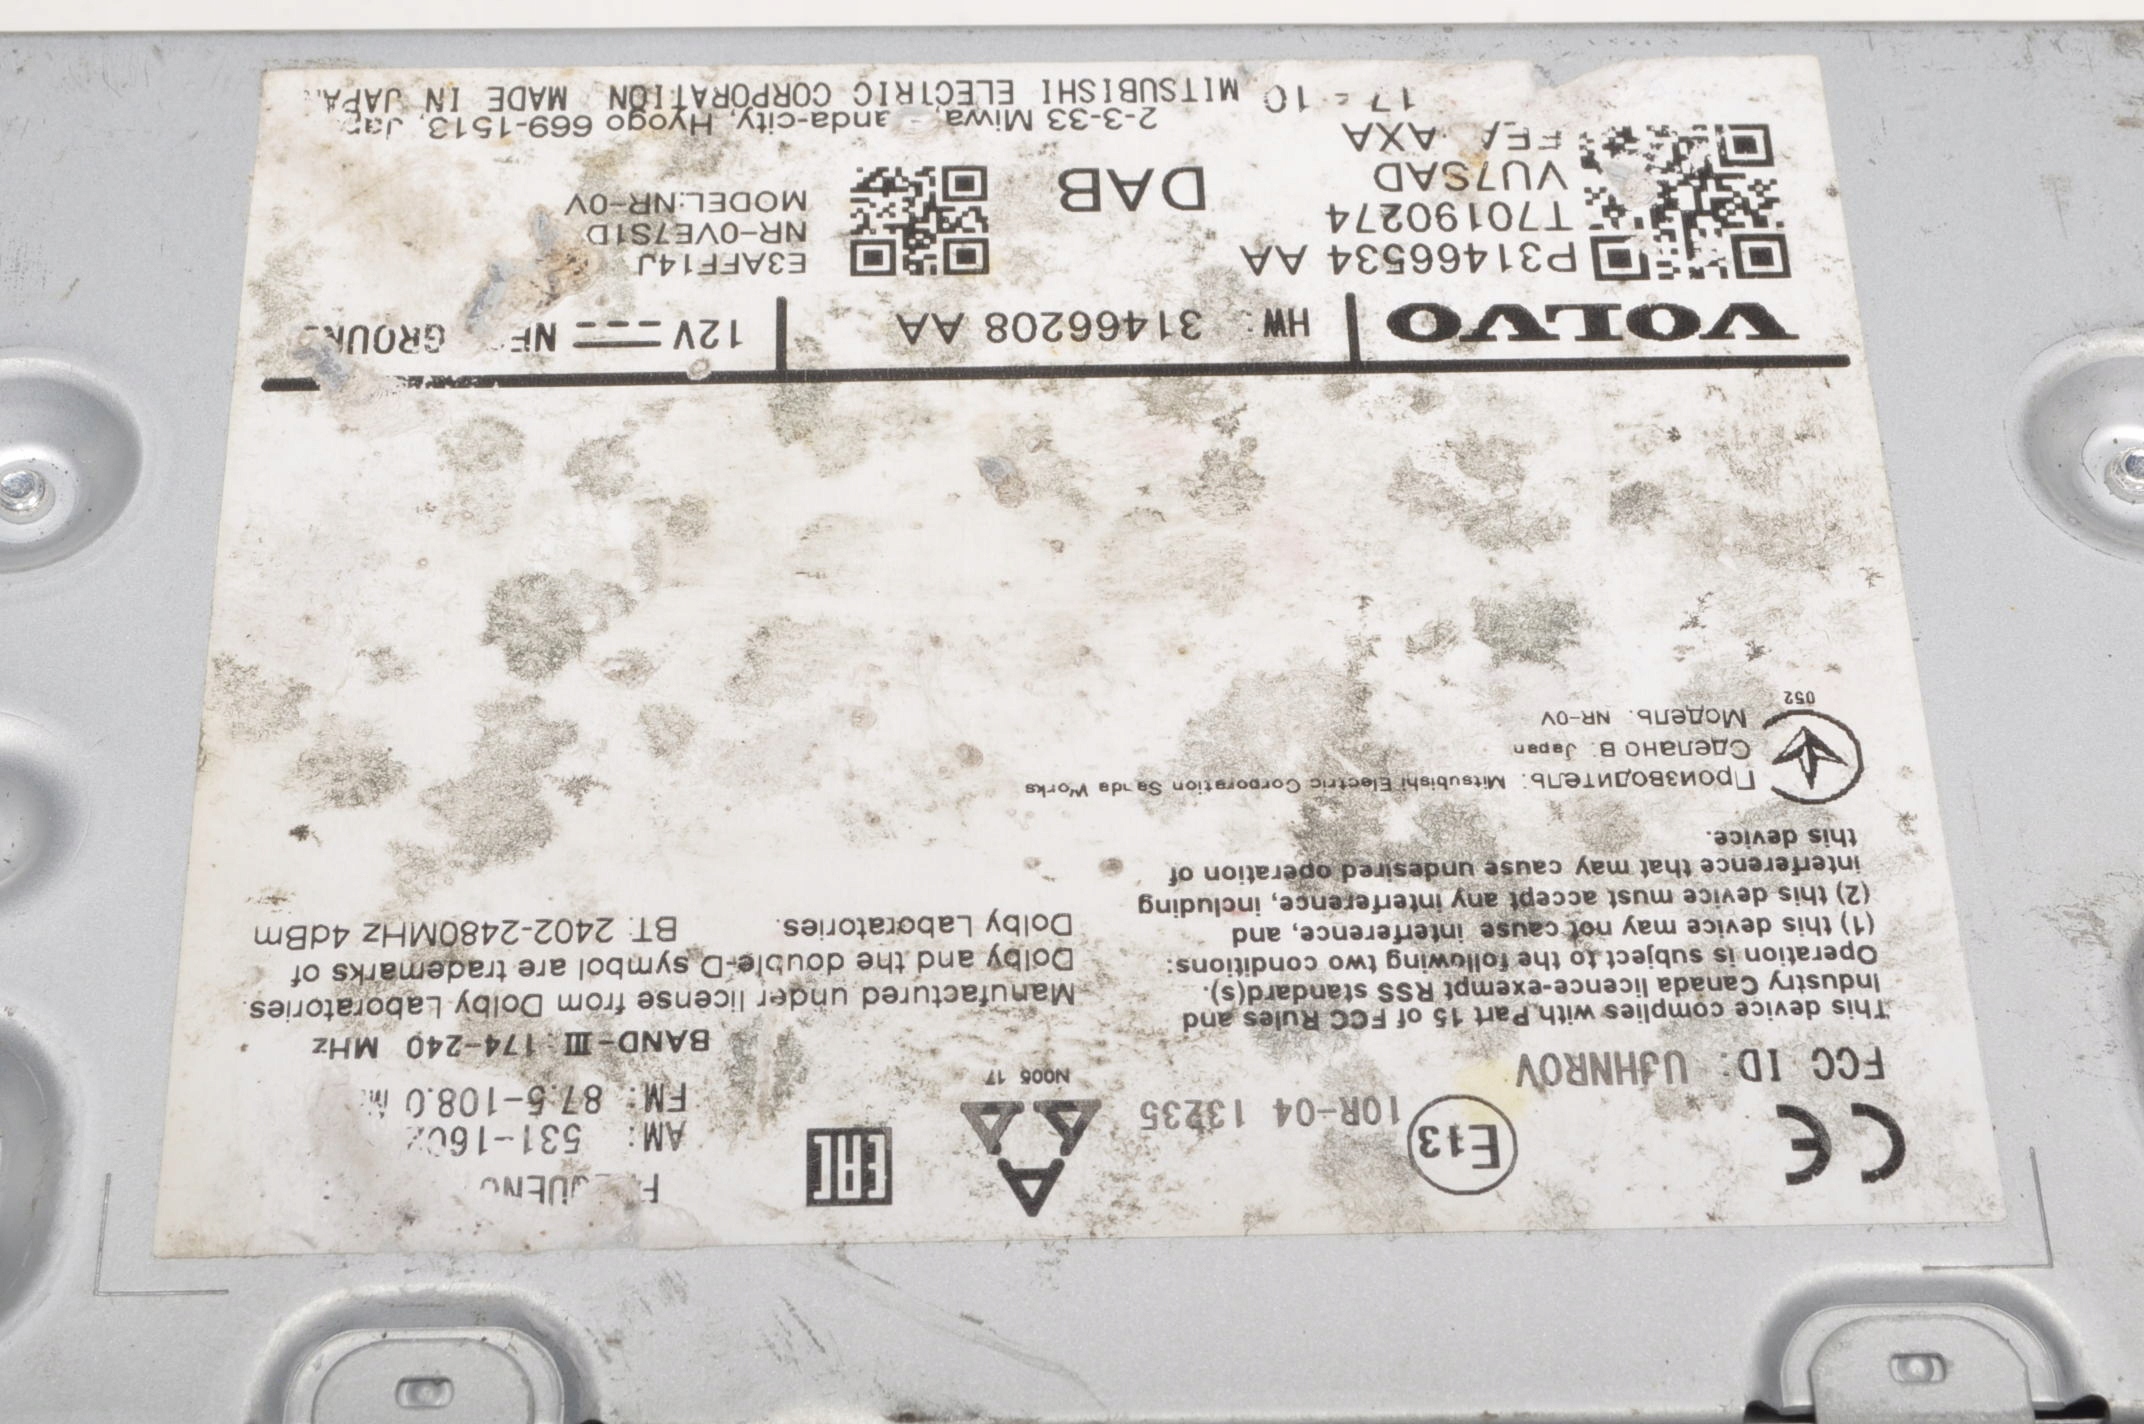 CE
E13
10R-04 13235
EAC
AM: 531-1602
FM: 87.5-108.0
BAND-III: 174-240 MHz
FCC ID: UJHNR0V
N005 17
This device complies with Part 15 of FCC Rules and
Industry Canada licence-exempt RSS standard(s).
Operation is subject to the following two conditions:
(1) this device may not cause interference, and
(2) this device must accept any interference, including
interference that may cause undesired operation of
this device.
Manufactured under license from Dolby Laboratories.
Dolby and the double-D symbol are trademarks of
Dolby Laboratories.
BT: 2402-2480MHz 4dBm
Производитель: Mitsubishi Electric Corporation Sanda Works
Сделано в: Japan
Модель: NR-0V
052
VOLVO
HW: 31466208 AA
12V
GROUND
P31466534 AA
T70190274
VU7SAD
AXA
17-10
DAB
E3AFF14J
NR-0VE7S1D
MODEL:NR-0V
2-3-33 Miwa, Hyogo 669-1513,
MITSUBISHI ELECTRIC CORPORATION MADE IN JAPAN